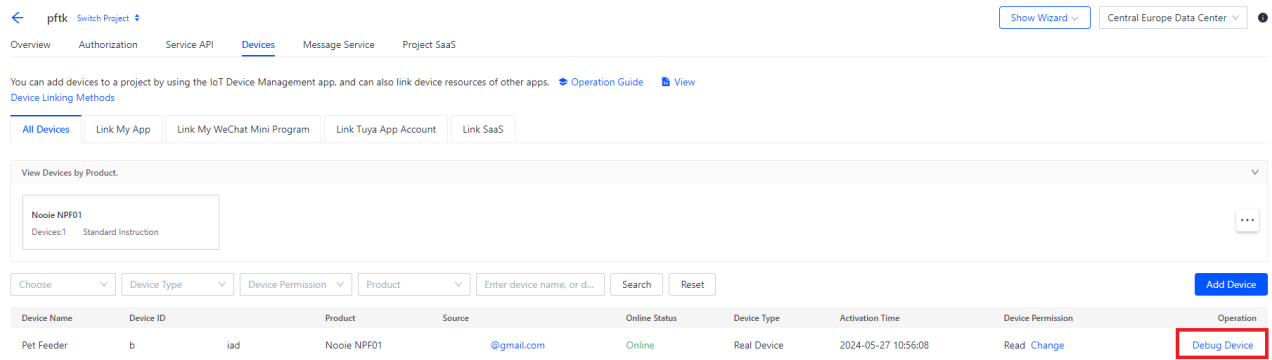 pftk Switch Project Show Wizard Central Europe Data Center
Overview Authorization Service API Devices Message Service Project SaaS
You can add devices to a project by using the IoT Device Management app, and can also link device resources of other apps. Operation Guide View
Device Linking Methods
All Devices Link My App Link My WeChat Mini Program Link Tuya App Account Link SaaS
View Devices by Product.
Nooie NPF01
Devices:1 Standard Instruction
Choose Device Type Device Permission Product Enter device name, or d... Search Reset Add Device
Device Name Device ID Product Source Online Status Device Type Activation Time Device Permission Operation
Pet Feeder b iad Nooie NPF01 @gmail.com Online Real Device 2024-05-27 10:56:08 Read Change Debug Device